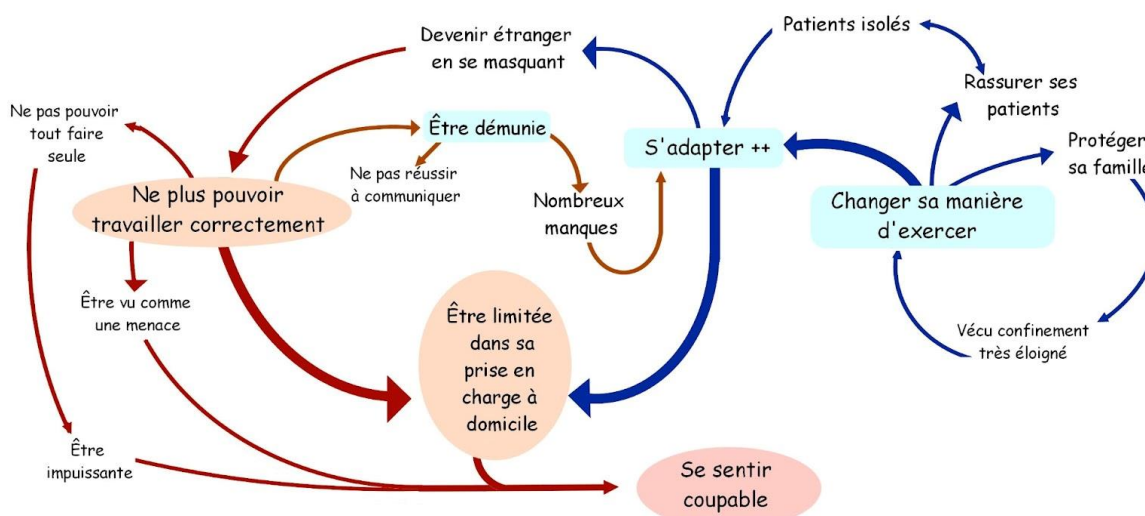 Devenir étranger
en se masquant
Patients isolés
Rassurer ses
patients
Ne pas pouvoir
tout faire
seule
Être démunie
S'adapter ++
Protéger
sa famille
Ne pas réussir
à communiquer
Ne plus pouvoir
travailler correctement
Nombreux
manques
Changer sa manière
d'exercer
Être vu comme
une menace
Être limitée
dans sa
prise en
charge à
domicile
Vécu confinement
très éloigné
Être
impuissante
Se sentir
coupable